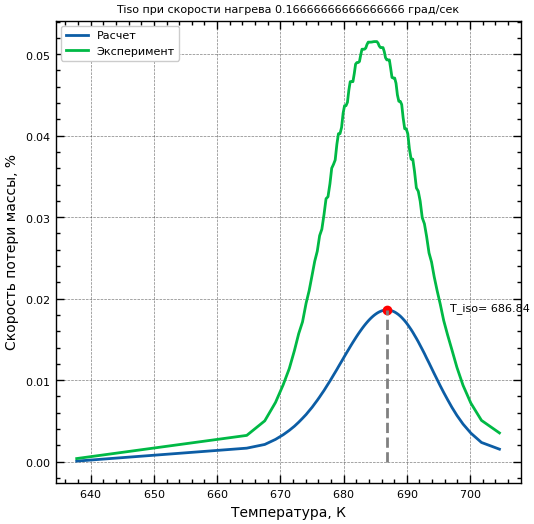 Tiso при скорости нагрева 0.16666666666666666 град/сек
Расчет
Эксперимент
Скорость потери массы, %
0.05
0.04
0.03
0.02
0.01
0.00
T_iso= 686.84
640 650 660 670 680 690 700
Температура, К